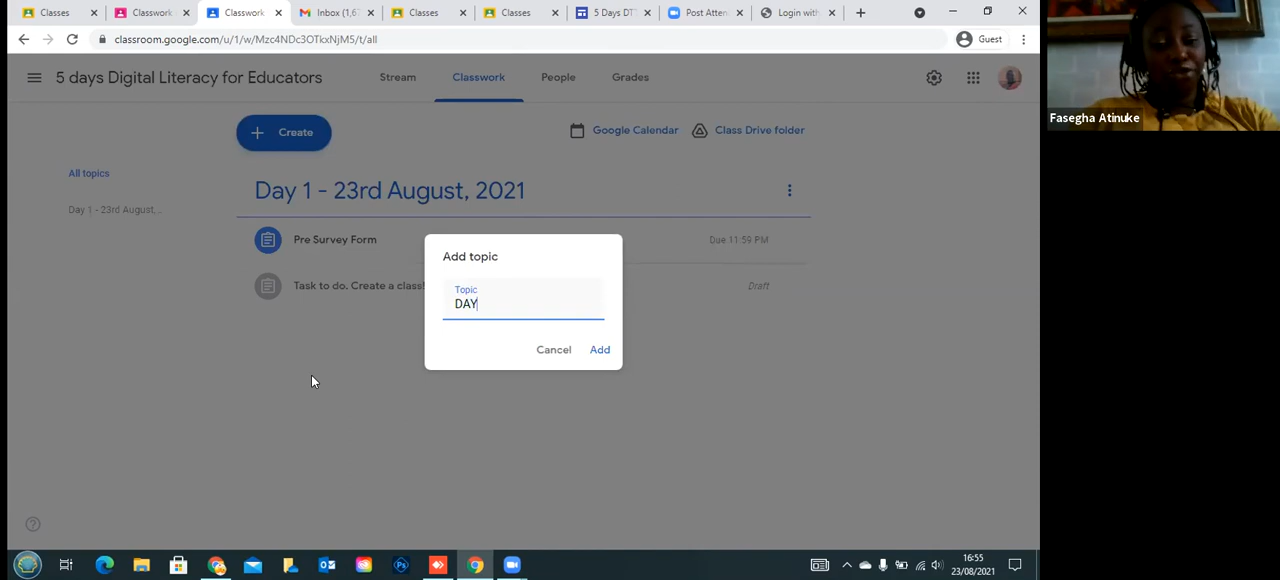 Classes
Classwork
Classwork
Inbox (1,6
Classes
Classes
5 Days DT
Post Atten
Login with
classroom.google.com/u/1/w/Mzc4NDc3OTkxNjM5/t/all
Guest
5 days Digital Literacy for Educators
Stream
Classwork
People
Grades
Fasegha Atinuke
Create
Google Calendar
Class Drive folder
All topics
Day 1 - 23rd August, 2021
Day 1 - 23rd August,...
Pre Survey Form
Due 11:59 PM
Add topic
Task to do. Create a class!
Draft
Topic
DAY
Cancel
Add
16:55
23/08/2021